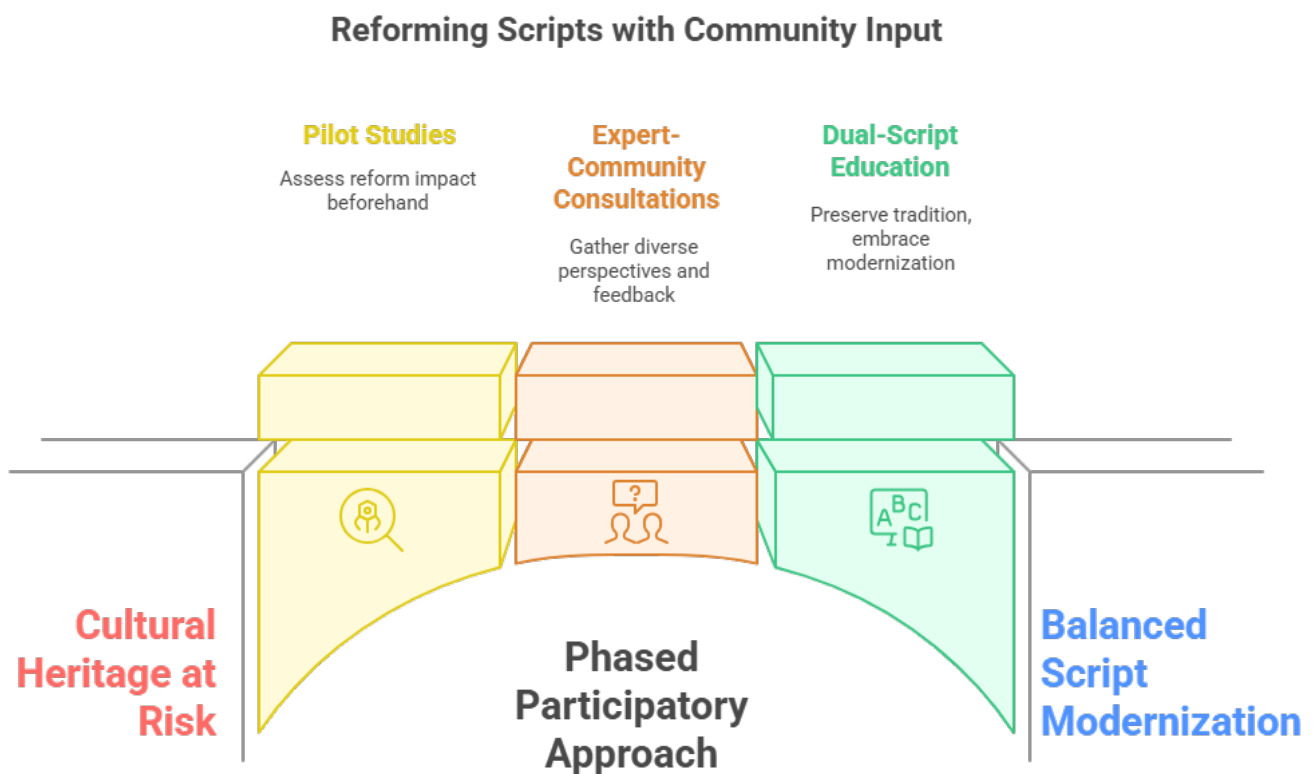 Reforming Scripts with Community Input
Pilot Studies
Assess reform impact
beforehand
Expert-
Community
Consultations
Gather diverse
perspectives and
feedback
Dual-Script
Education
Preserve tradition,
embrace
modernization
?
A B C
Cultural
Heritage at
Risk
Phased
Participatory
Approach
Balanced
Script
Modernization